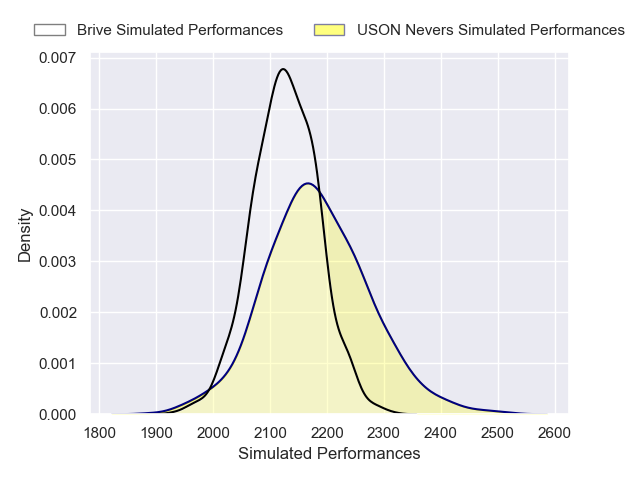 Brive Simulated Performances USON Nevers Simulated Performances
0.007
0.006
0.005
0.004
0.003
0.002
0.001
0.000
Density
1800 1900 2000 2100 2200 2300 2400 2500 2600
Simulated Performances